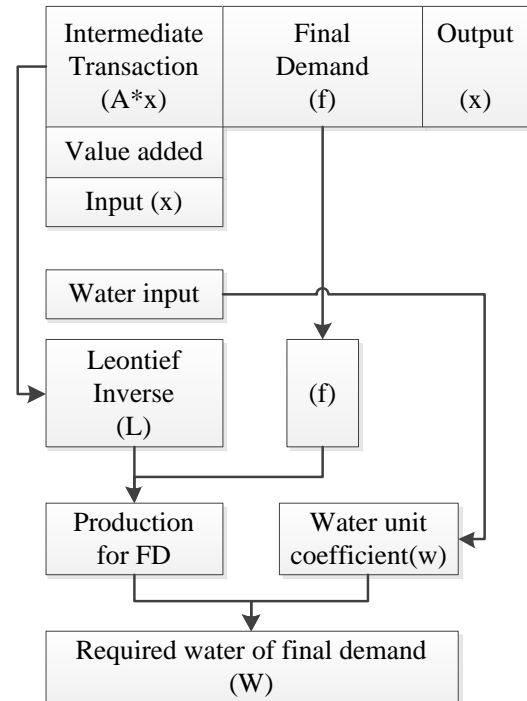 Intermediate
Transaction
(A*x)
Final
Demand
(f)
Output
(x)
Value added
Input (x)
Water input
Leontief
Inverse
(L)
(f)
Production
for FD
Water unit
coefficient(w)
Required water of final demand
(W)